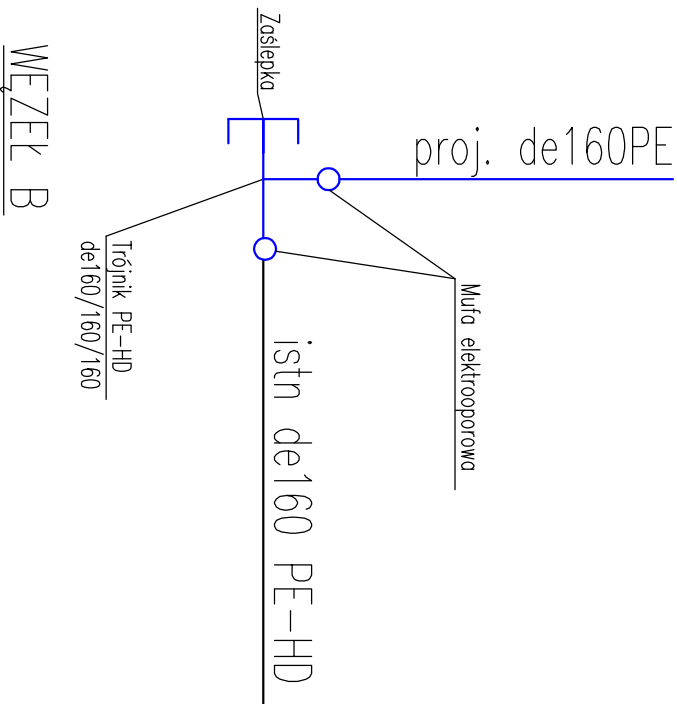 WĘZEŁ B
Zaślepka
proj. de160PE
Trójnik PE-HD
de160/160/160
Mufa elektrooporowa
istn de160 PE-HD